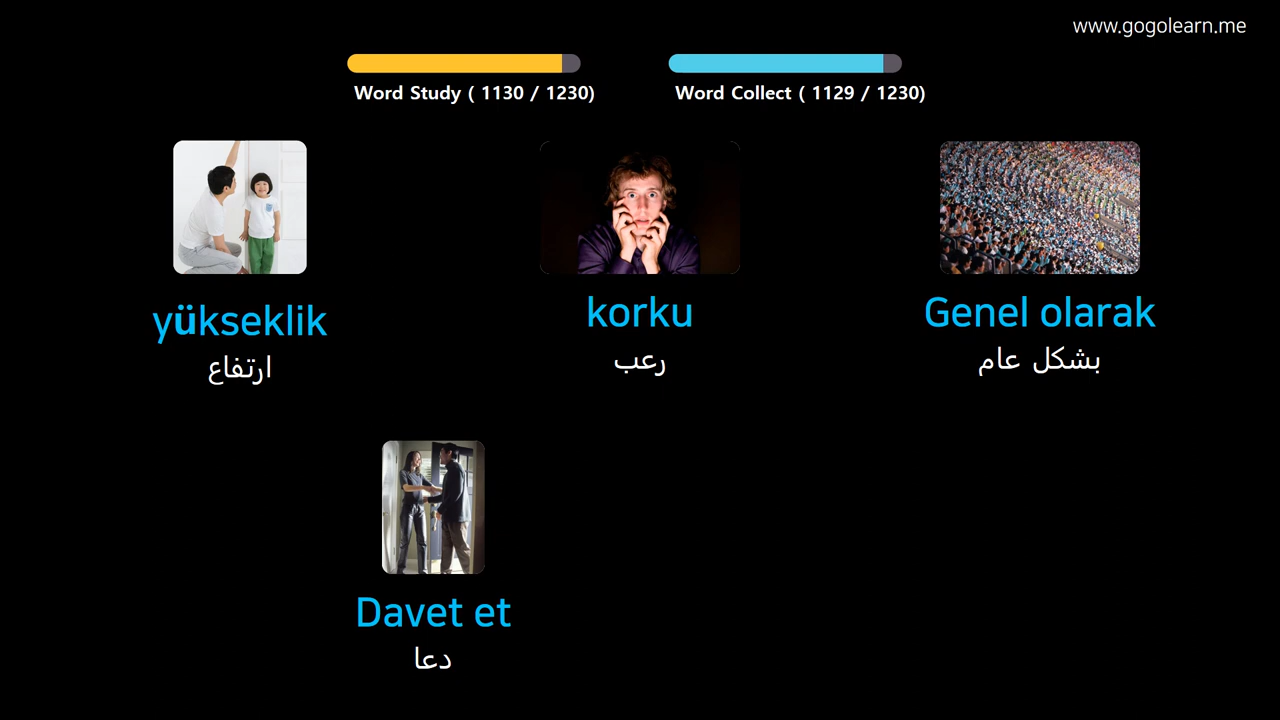 www.gogolearn.me
Word Study ( 1130 / 1230)
Word Collect ( 1129 / 1230)
yükseklik
ارتفاع
korku
رعب
Genel olarak
بشكل عام
Davet et
دعا